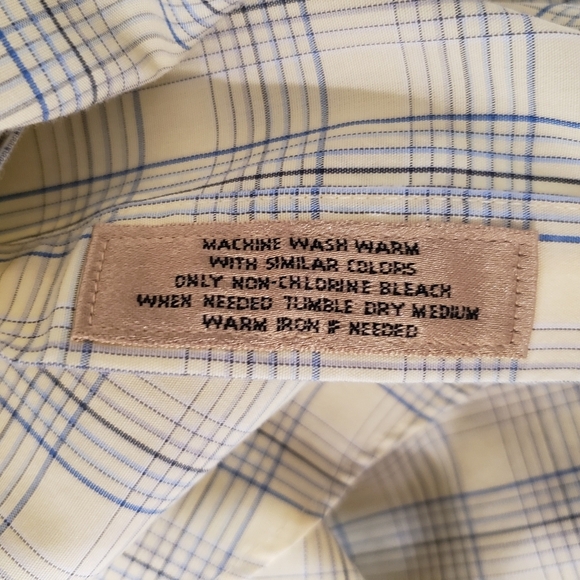 MACHINE WASH WARM
WITH SIMILAR COLORS
ONLY NON-CHLORINE BLEACH
WHEN NEEDED TUMBLE DRY MEDIUM
WARM IRON IF NEEDED